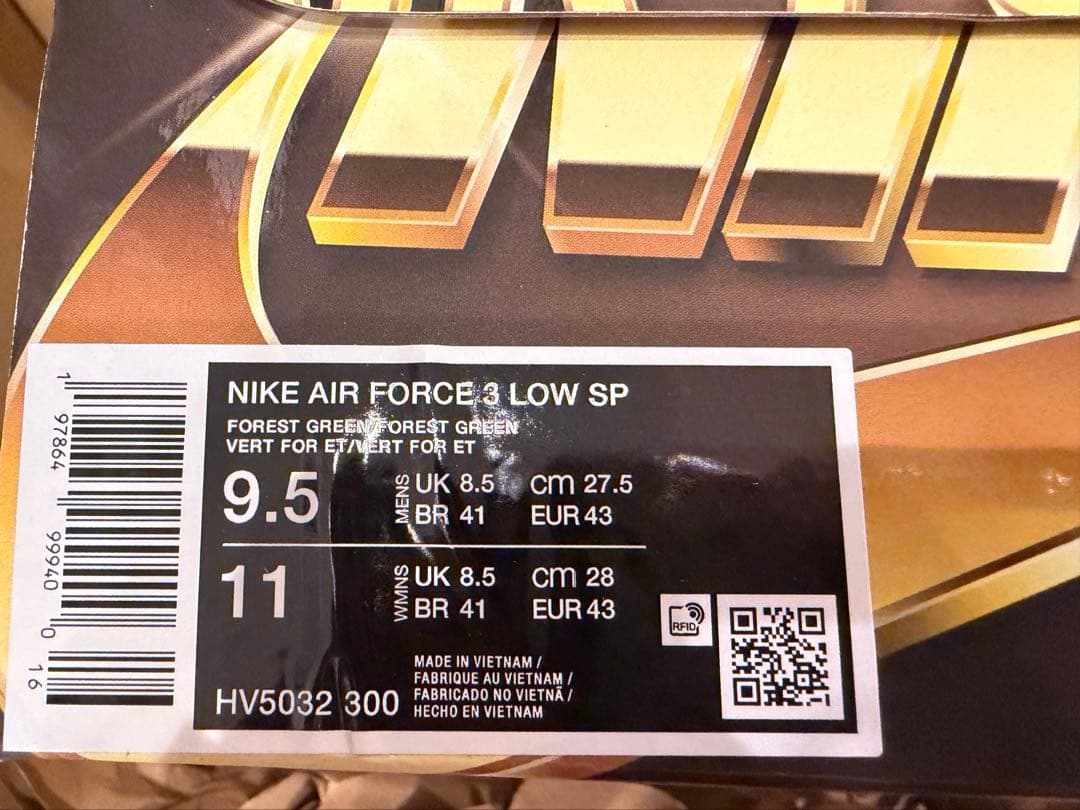 NIKE AIR FORCE 3 LOW SP
FOREST GREEN/FOREST GREEN
VERT FOR ET/VERT FOR ET
9.5 MENS UK 8.5 CM 27.5
BR 41 EUR 43
11 WMNS UK 8.5 CM 28
BR 41 EUR 43
RFID
MADE IN VIETNAM /
FABRIQUE AU VIETNAM /
FABRICADO NO VIETNÃ /
HECHO EN VIETNAM
HV5032 300
1 97864 99940 0 16